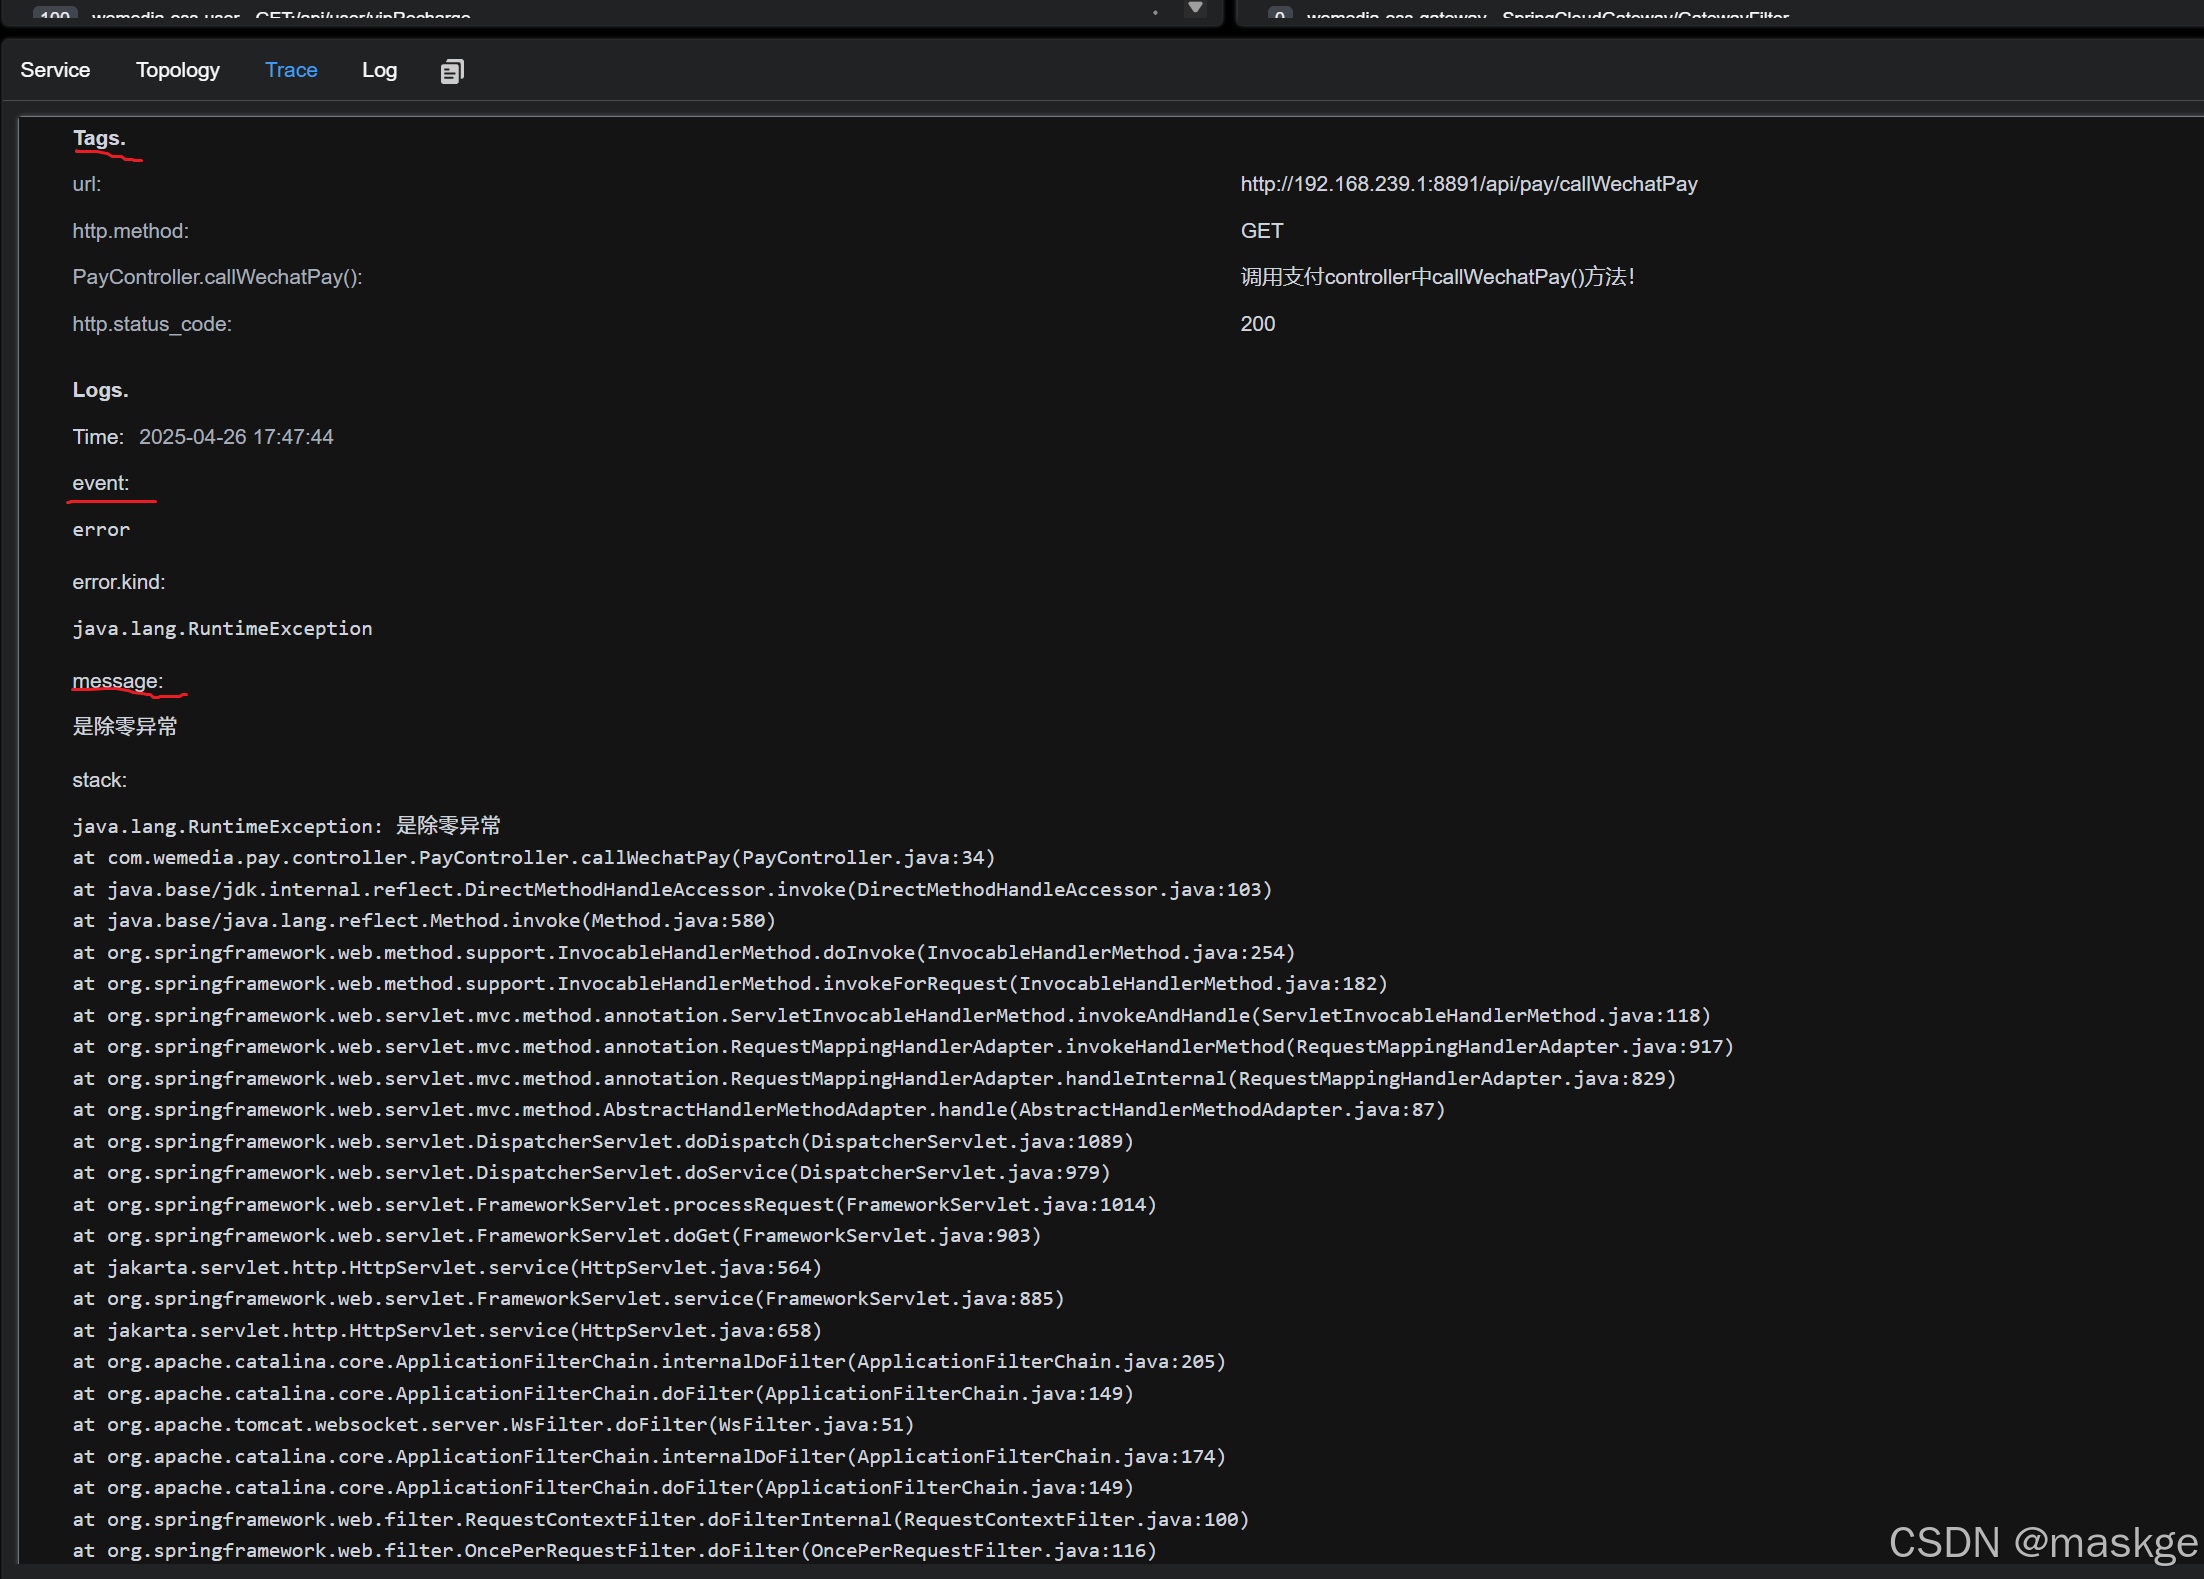 100 wemedia-oss-user - GET:/api/user/vipRecharge
0 wemedia-oss-gateway - SpringCloudGateway/GatewayFilter
Service Topology Trace Log
Tags.
url: http://192.168.239.1:8891/api/pay/callWechatPay
http.method: GET
PayController.callWechatPay(): 调用支付controller中callWechatPay()方法！
http.status_code: 200
Logs.
Time: 2025-04-26 17:47:44
event:
error
error.kind:
java.lang.RuntimeException
message:
是除零异常
stack:
java.lang.RuntimeException: 是除零异常
at com.wemedia.pay.controller.PayController.callWechatPay(PayController.java:34)
at java.base/jdk.internal.reflect.DirectMethodHandleAccessor.invoke(DirectMethodHandleAccessor.java:103)
at java.base/java.lang.reflect.Method.invoke(Method.java:580)
at org.springframework.web.method.support.InvocableHandlerMethod.doInvoke(InvocableHandlerMethod.java:254)
at org.springframework.web.method.support.InvocableHandlerMethod.invokeForRequest(InvocableHandlerMethod.java:182)
at org.springframework.web.servlet.mvc.method.annotation.ServletInvocableHandlerMethod.invokeAndHandle(ServletInvocableHandlerMethod.java:118)
at org.springframework.web.servlet.mvc.method.annotation.RequestMappingHandlerAdapter.invokeHandlerMethod(RequestMappingHandlerAdapter.java:917)
at org.springframework.web.servlet.mvc.method.annotation.RequestMappingHandlerAdapter.handleInternal(RequestMappingHandlerAdapter.java:829)
at org.springframework.web.servlet.mvc.method.AbstractHandlerMethodAdapter.handle(AbstractHandlerMethodAdapter.java:87)
at org.springframework.web.servlet.DispatcherServlet.doDispatch(DispatcherServlet.java:1089)
at org.springframework.web.servlet.DispatcherServlet.doService(DispatcherServlet.java:979)
at org.springframework.web.servlet.FrameworkServlet.processRequest(FrameworkServlet.java:1014)
at org.springframework.web.servlet.FrameworkServlet.doGet(FrameworkServlet.java:903)
at jakarta.servlet.http.HttpServlet.service(HttpServlet.java:564)
at org.springframework.web.servlet.FrameworkServlet.service(FrameworkServlet.java:885)
at jakarta.servlet.http.HttpServlet.service(HttpServlet.java:658)
at org.apache.catalina.core.ApplicationFilterChain.internalDoFilter(ApplicationFilterChain.java:205)
at org.apache.catalina.core.ApplicationFilterChain.doFilter(ApplicationFilterChain.java:149)
at org.apache.tomcat.websocket.server.WsFilter.doFilter(WsFilter.java:51)
at org.apache.catalina.core.ApplicationFilterChain.internalDoFilter(ApplicationFilterChain.java:174)
at org.apache.catalina.core.ApplicationFilterChain.doFilter(ApplicationFilterChain.java:149)
at org.springframework.web.filter.RequestContextFilter.doFilterInternal(RequestContextFilter.java:100)
at org.springframework.web.filter.OncePerRequestFilter.doFilter(OncePerRequestFilter.java:116)
CSDN @maskge